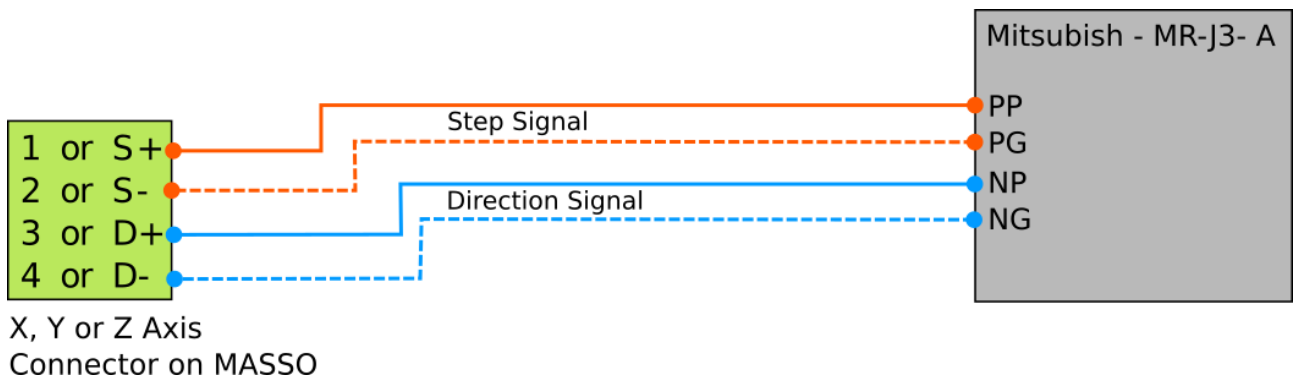 Mitsubish - MR-J3- A
PP
Step Signal
PG
1 or S+
2 or S-
NP
Direction Signal
NG
3 or D+
4 or D-
X, Y or Z Axis
Connector on MASSO